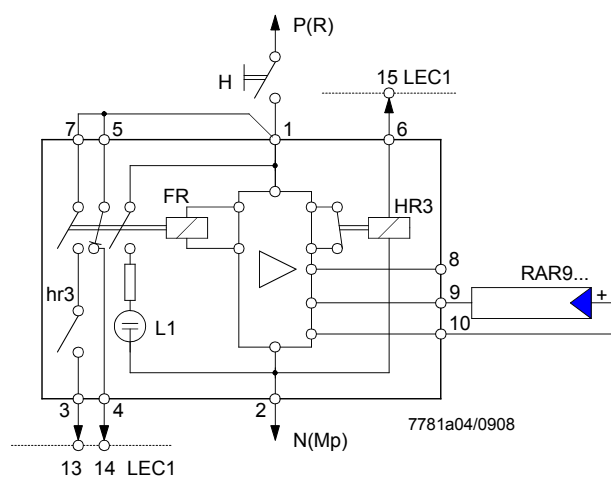 P(R)
H
15 LEC1
7 5 1 6
FR
HR3
8
RAR9...
9
+
10
hr3
L1
3 4 2
7781a04/0908
N(Mp)
13 14 LEC1